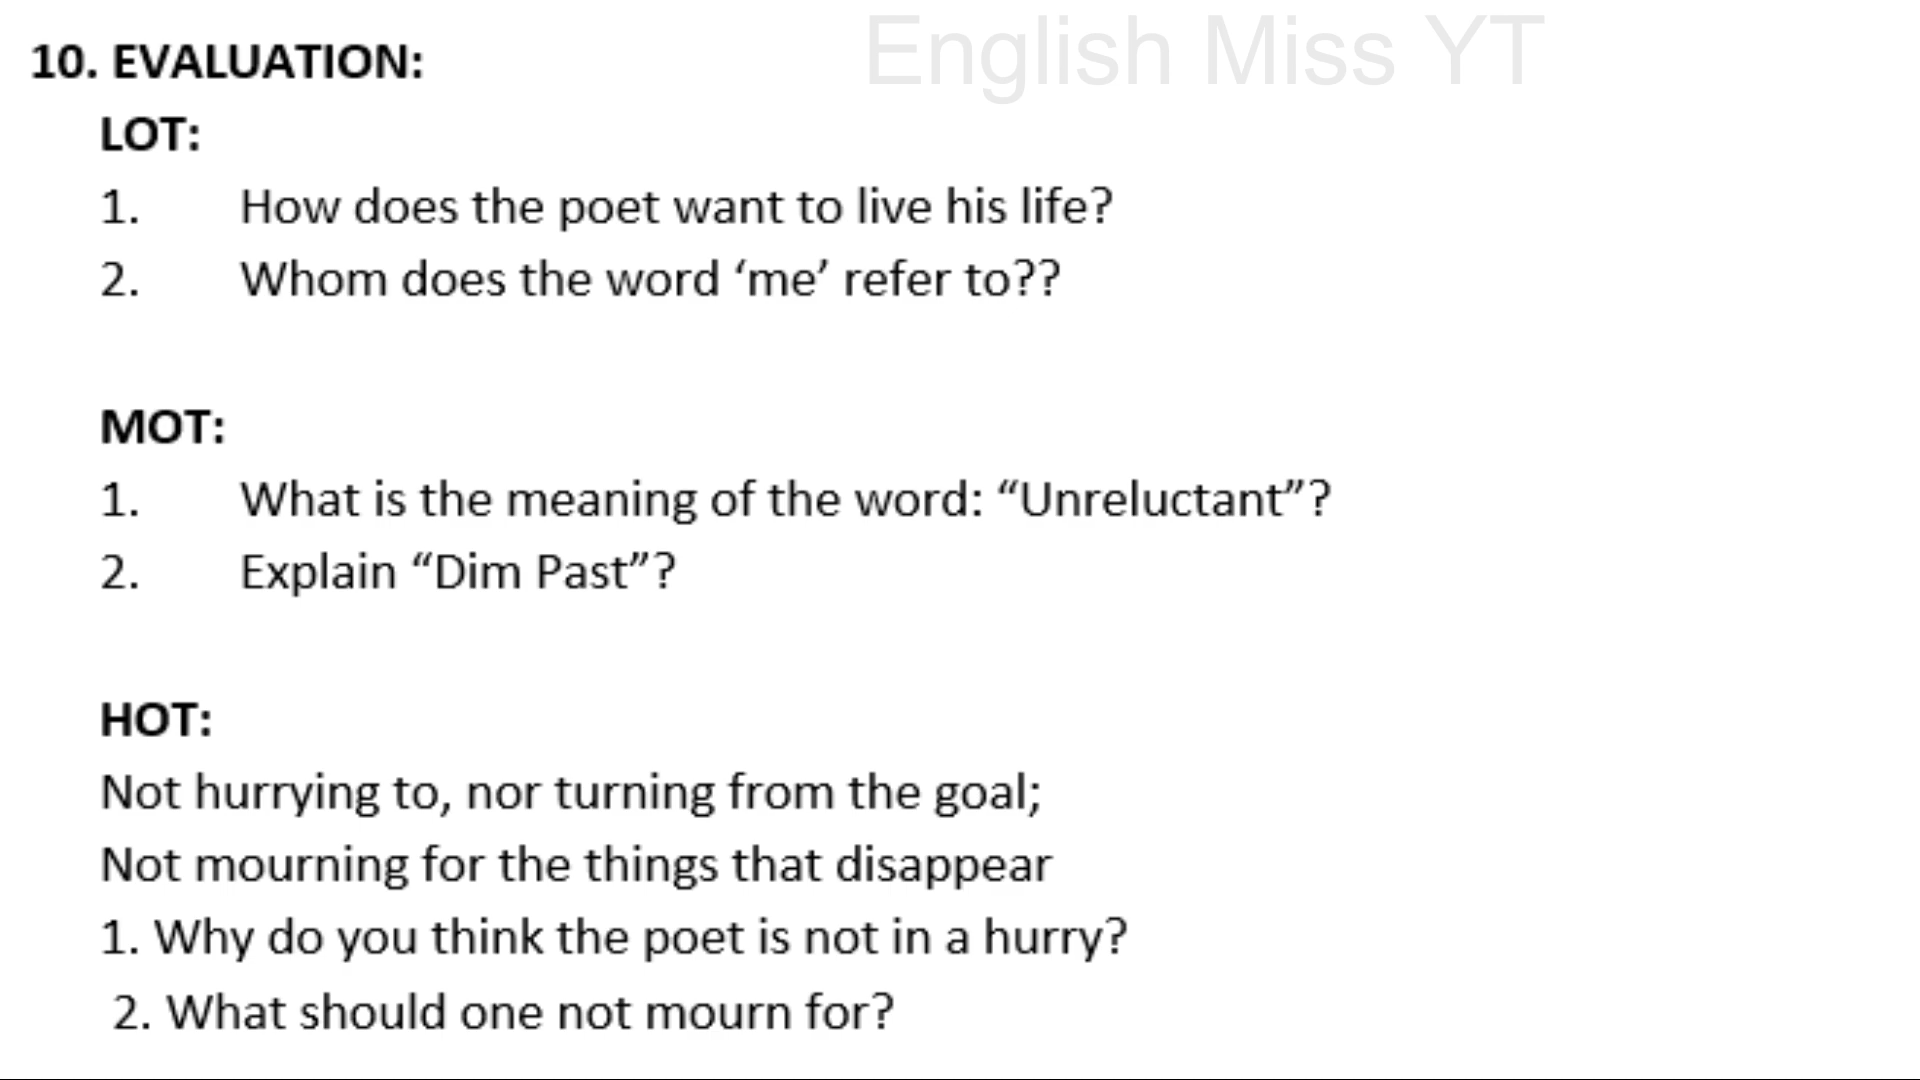 English Miss YT
10. EVALUATION:
LOT:
1. How does the poet want to live his life?
2. Whom does the word ‘me’ refer to??
MOT:
1. What is the meaning of the word: “Unreluctant”?
2. Explain “Dim Past”?
HOT:
Not hurrying to, nor turning from the goal;
Not mourning for the things that disappear
1. Why do you think the poet is not in a hurry?
2. What should one not mourn for?